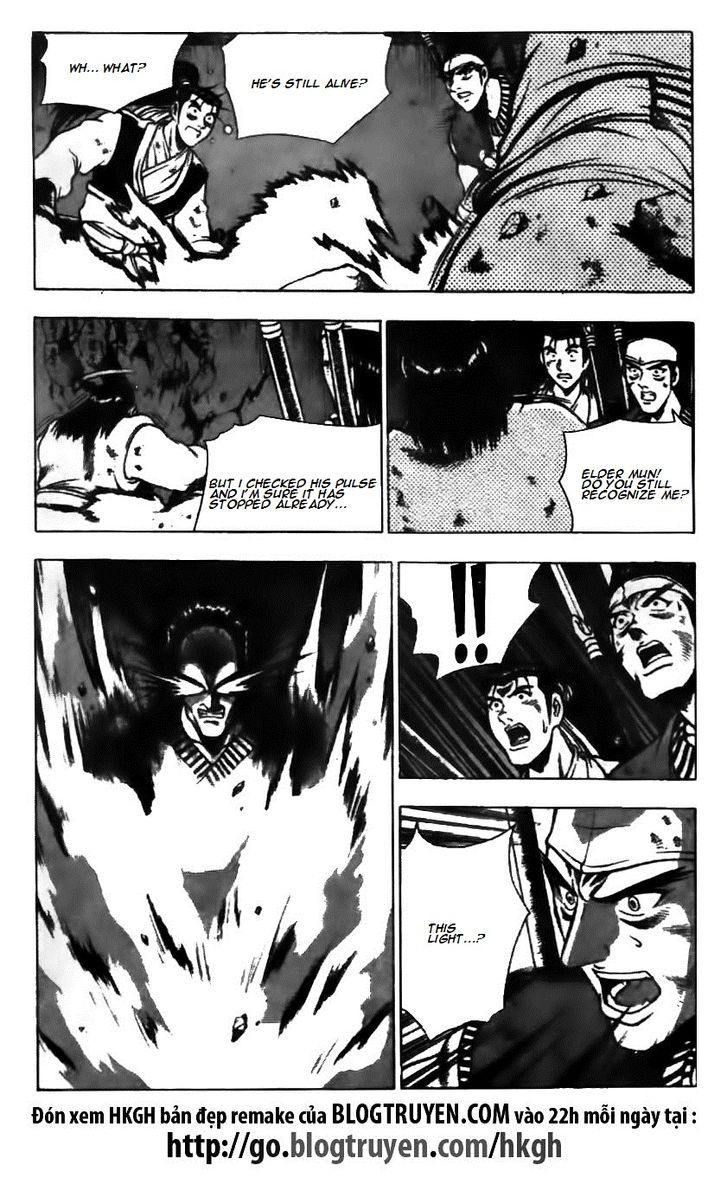 WH... WHAT?
HE'S STILL ALIVE?
BUT I CHECKED HIS PULSE
AND I'M SURE IT HAS
STOPPED ALREADY...
ELDER MUN!
DO YOU STILL
RECOGNIZE ME?
!!
THIS
LIGHT...?
Đón xem HKGH bản đẹp remake của BLOGTRUYEN.COM vào 22h mỗi ngày tại :
http://go.blogtruyen.com/hkgh